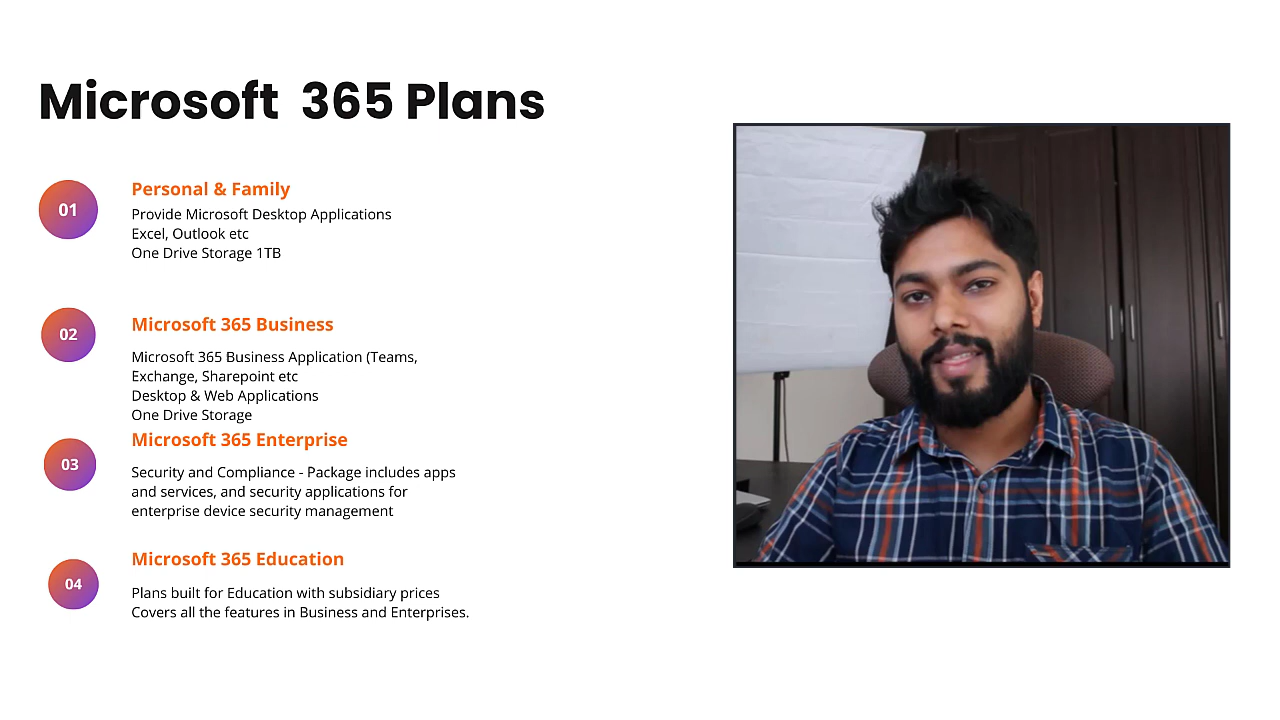 Microsoft 365 Plans
01
Personal & Family
Provide Microsoft Desktop Applications
Excel, Outlook etc
One Drive Storage 1TB
02
Microsoft 365 Business
Microsoft 365 Business Application (Teams,
Exchange, Sharepoint etc
Desktop & Web Applications
One Drive Storage
03
Microsoft 365 Enterprise
Security and Compliance - Package includes apps
and services, and security applications for
enterprise device security management
04
Microsoft 365 Education
Plans built for Education with subsidiary prices
Covers all the features in Business and Enterprises.